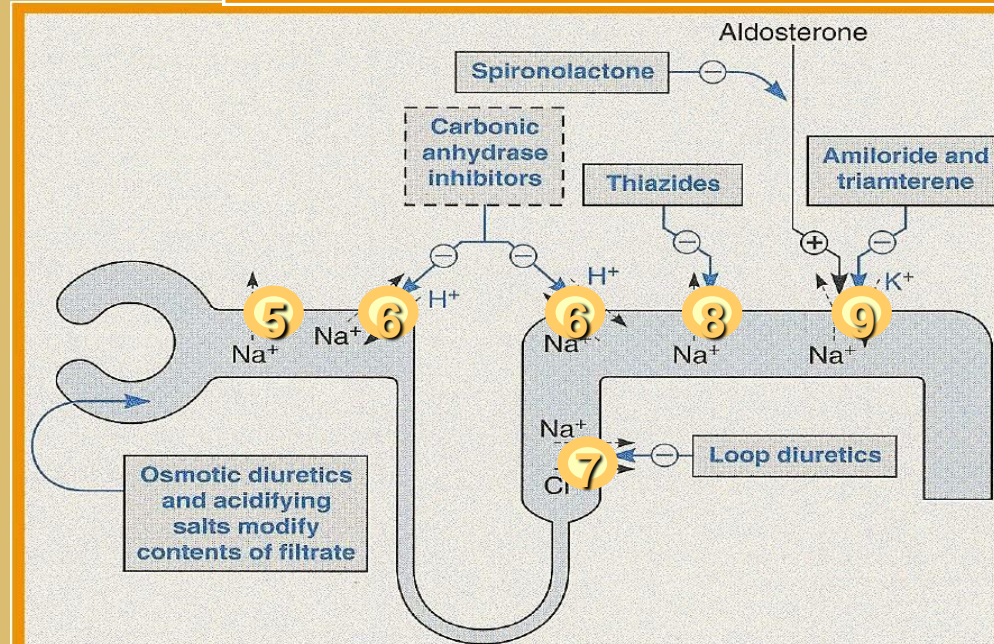 Aldosterone
Spironolactone
−
Carbonic
anhydrase
inhibitors
Thiazides
Amiloride and
triamterene
−
−
−
+
−
H+
H+
K+
5
6
6
8
9
Na+
Na+
Na+
Na+
Na+
Na+
7
Cl
−
Loop diuretics
Osmotic diuretics
and acidifying
salts modify
contents of filtrate